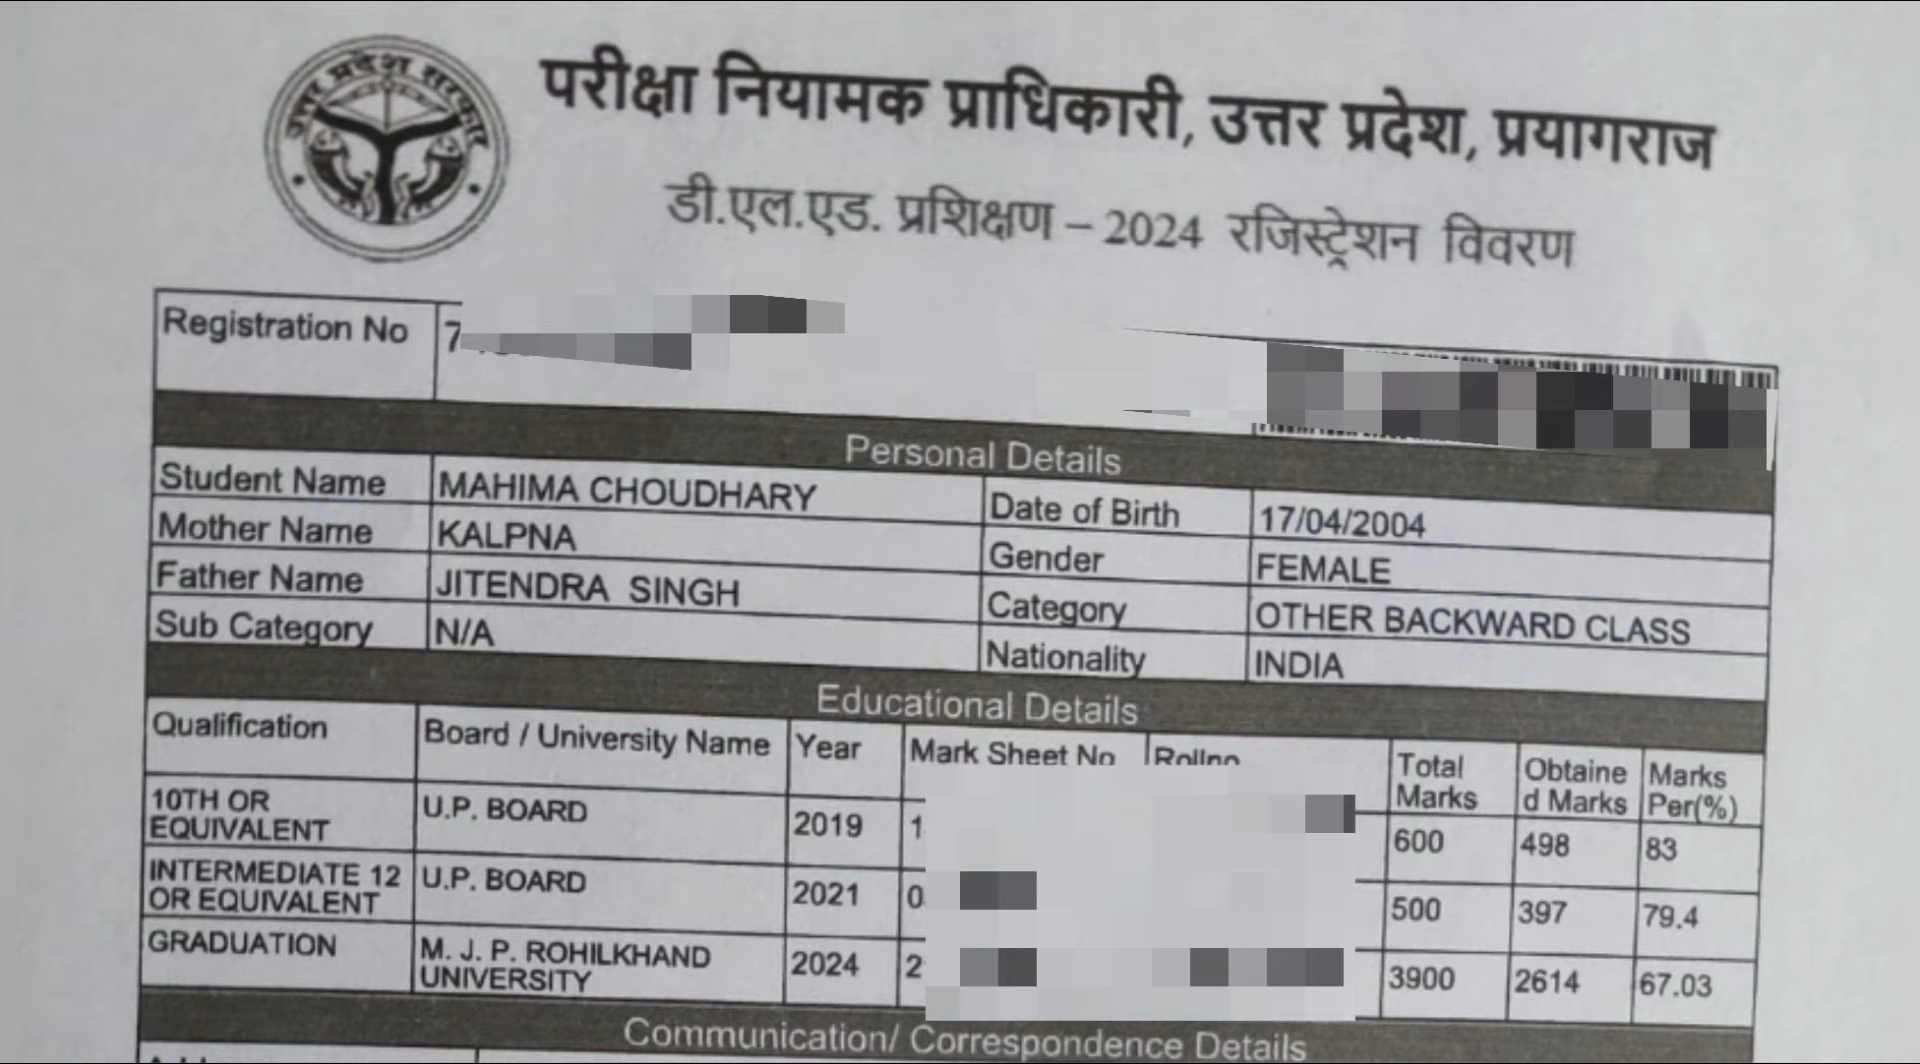 उत्तर प्रदेश सरकार
परीक्षा नियामक प्राधिकारी, उत्तर प्रदेश, प्रयागराज
डी.एल.एड. प्रशिक्षण – 2024 रजिस्ट्रेशन विवरण
Registration No 7
Personal Details
Student Name MAHIMA CHOUDHARY Date of Birth 17/04/2004
Mother Name KALPNA Gender FEMALE
Father Name JITENDRA SINGH Category OTHER BACKWARD CLASS
Sub Category N/A Nationality INDIA
Educational Details
Qualification Board / University Name Year Mark Sheet No Rollno Total Marks Obtaine d Marks Marks Per(%)
10TH OR EQUIVALENT U.P. BOARD 2019 1 600 498 83
INTERMEDIATE 12 OR EQUIVALENT U.P. BOARD 2021 0 500 397 79.4
GRADUATION M. J. P. ROHILKHAND UNIVERSITY 2024 2 3900 2614 67.03
Communication/ Correspondence Details